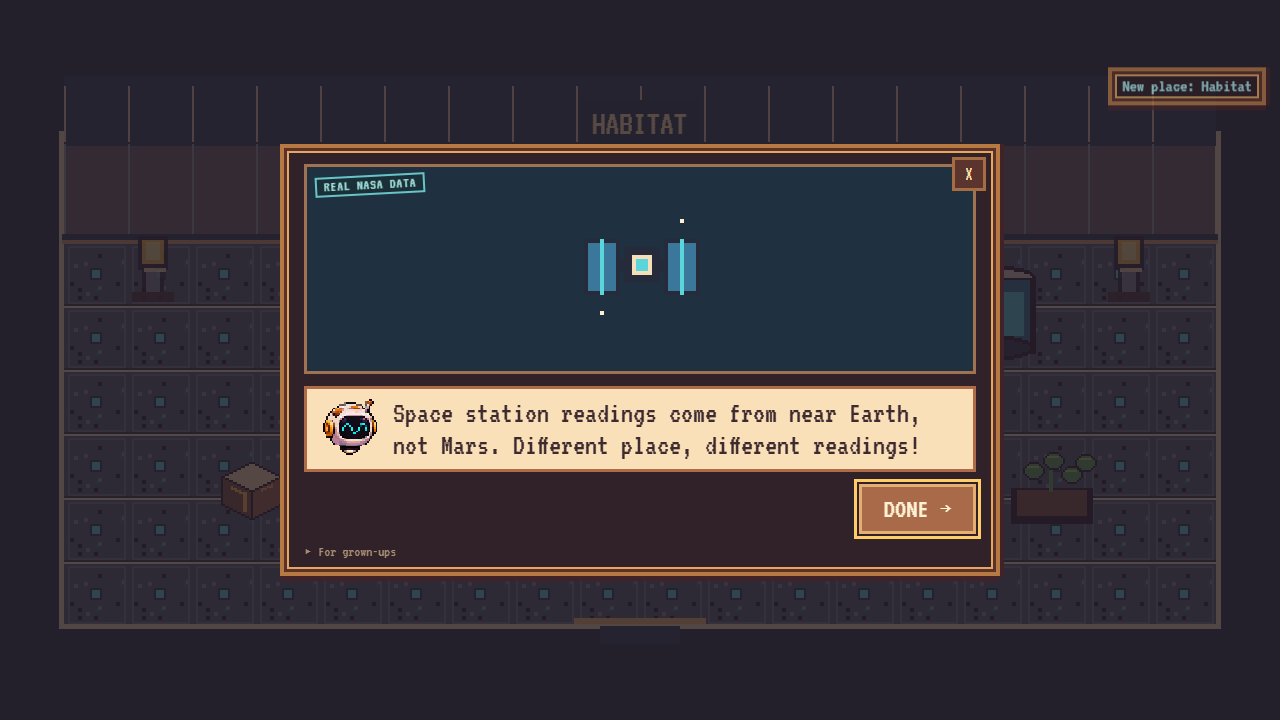 New place: Habitat
HABITAT
REAL NASA DATA
X
Space station readings come from near Earth,
not Mars. Different place, different readings!
DONE →
▸ For grown-ups